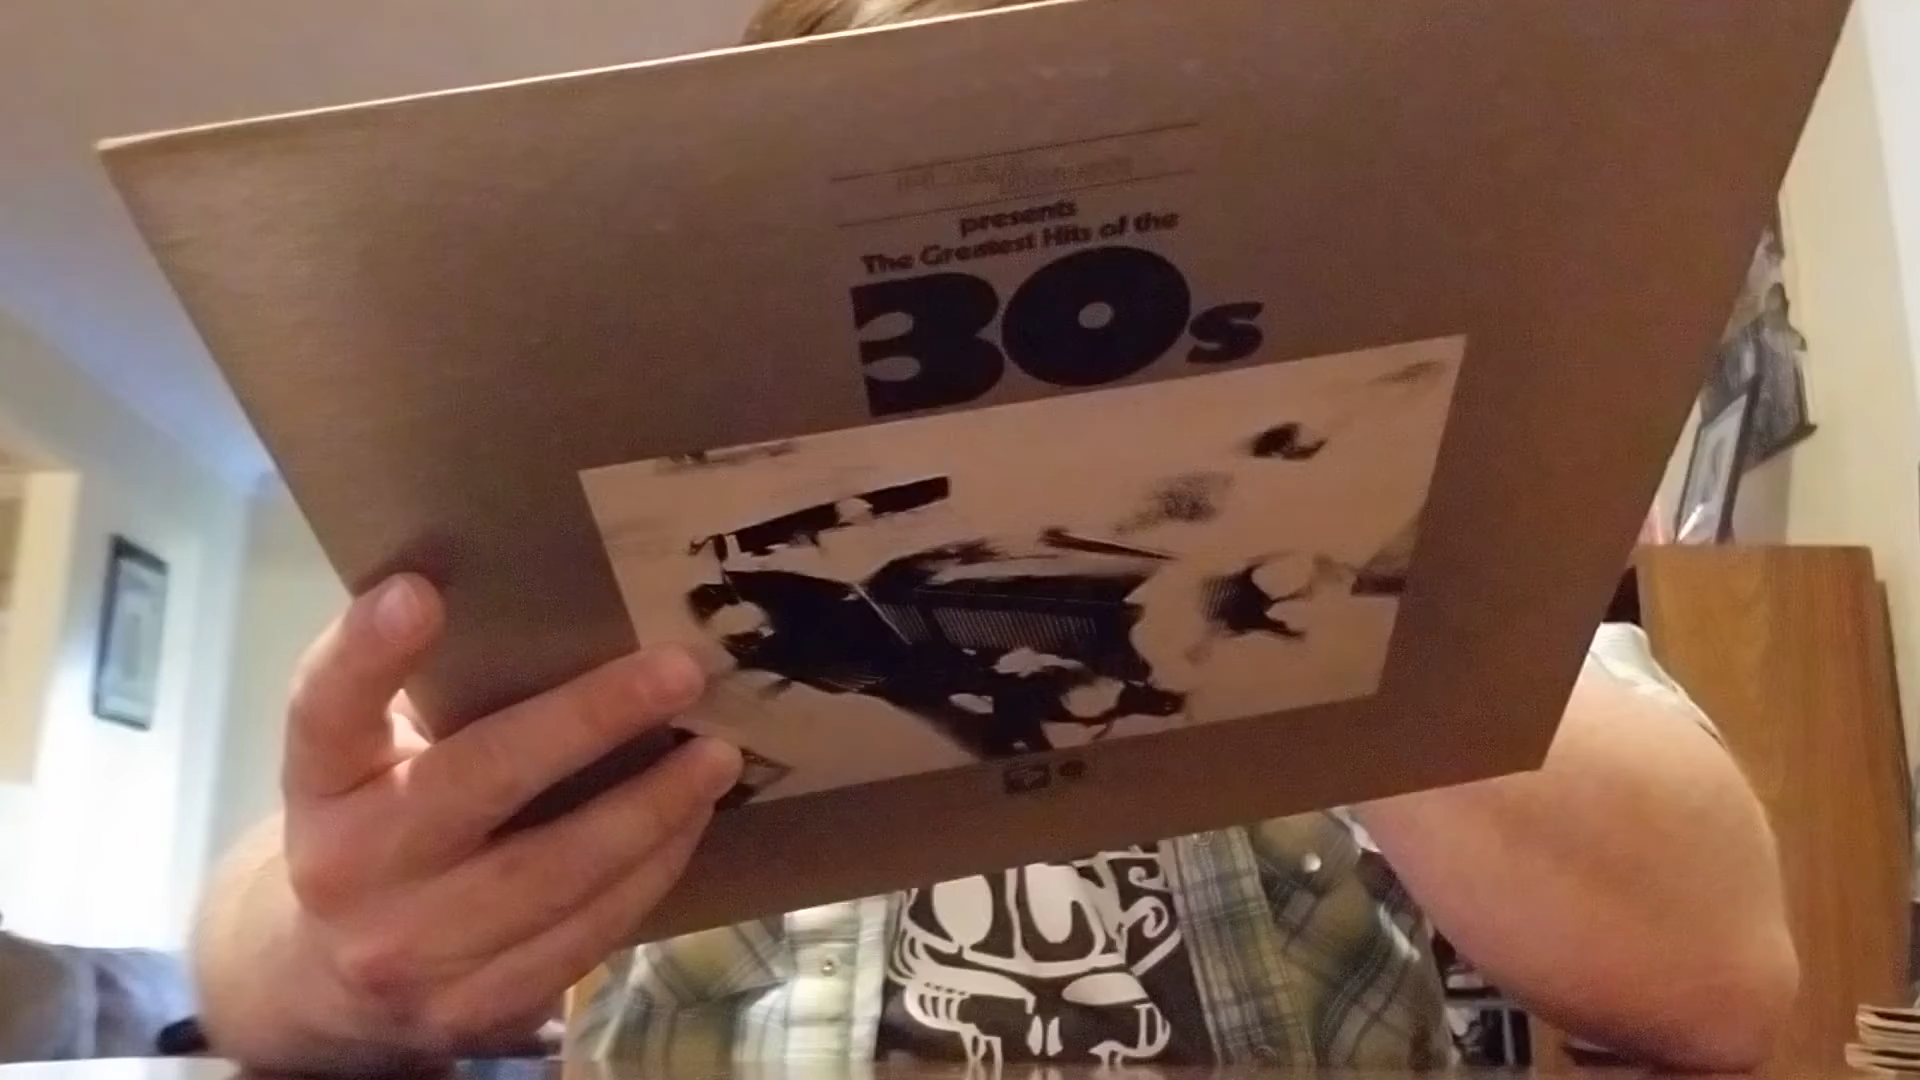 presents
The Greatest Hits of the
30s